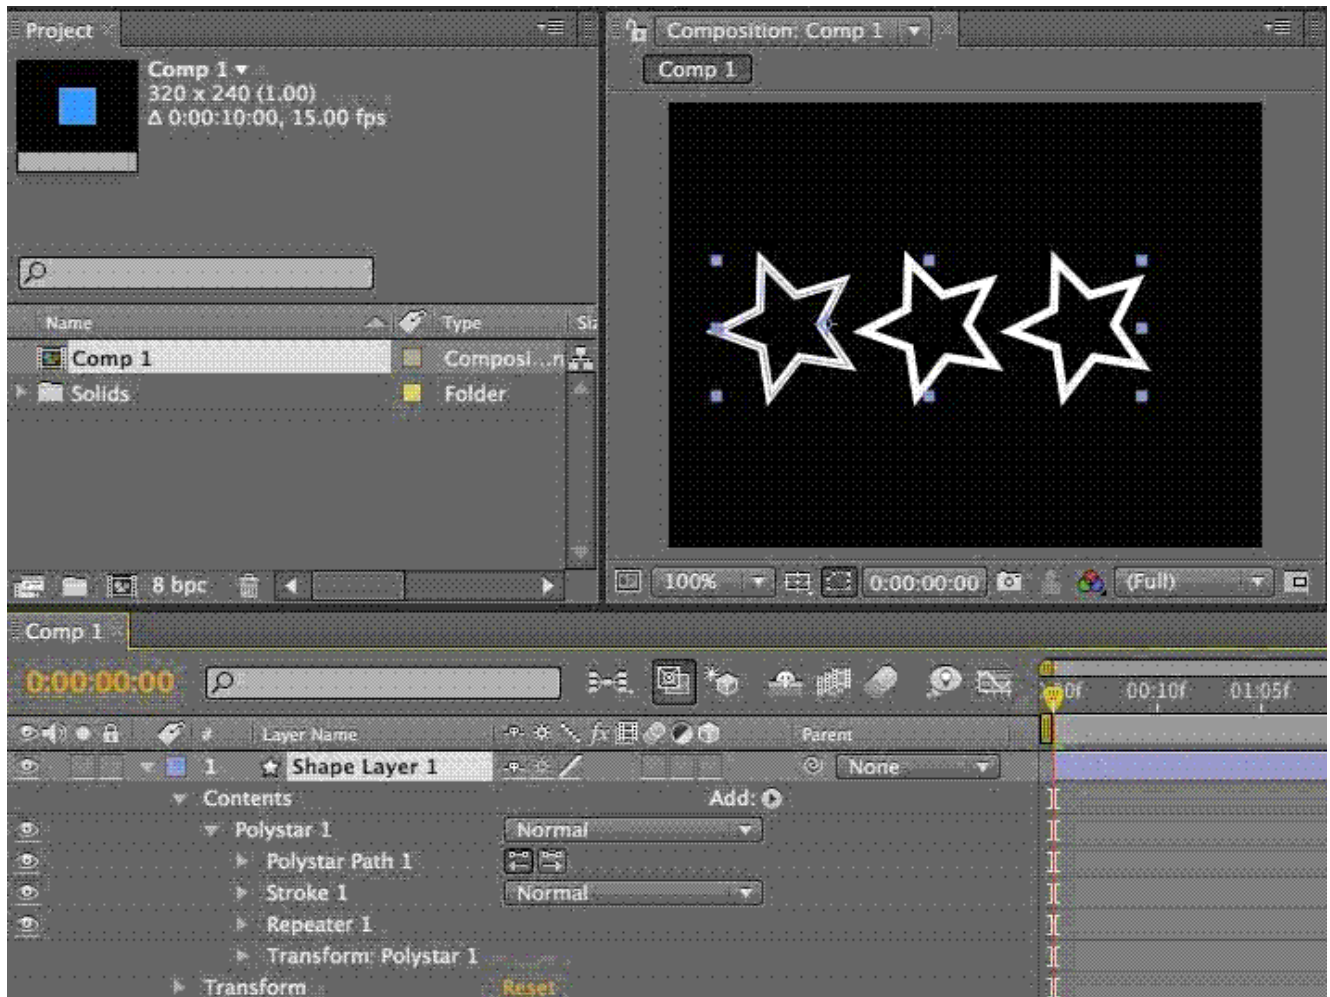 Project
Comp 1
320 x 240 (1.00)
Δ 0:00:10:00, 15.00 fps
Name Type Siz
Comp 1 Composi...n
Solids Folder
8 bpc
Composition: Comp 1
Comp 1
100% 0:00:00:00 (Full)
Comp 1
0:00:00:00
00f 00:10f 01:05f
# Layer Name fx Parent
1 Shape Layer 1 None
Contents Add:
Polystar 1 Normal
Polystar Path 1
Stroke 1 Normal
Repeater 1
Transform: Polystar 1
Transform Reset